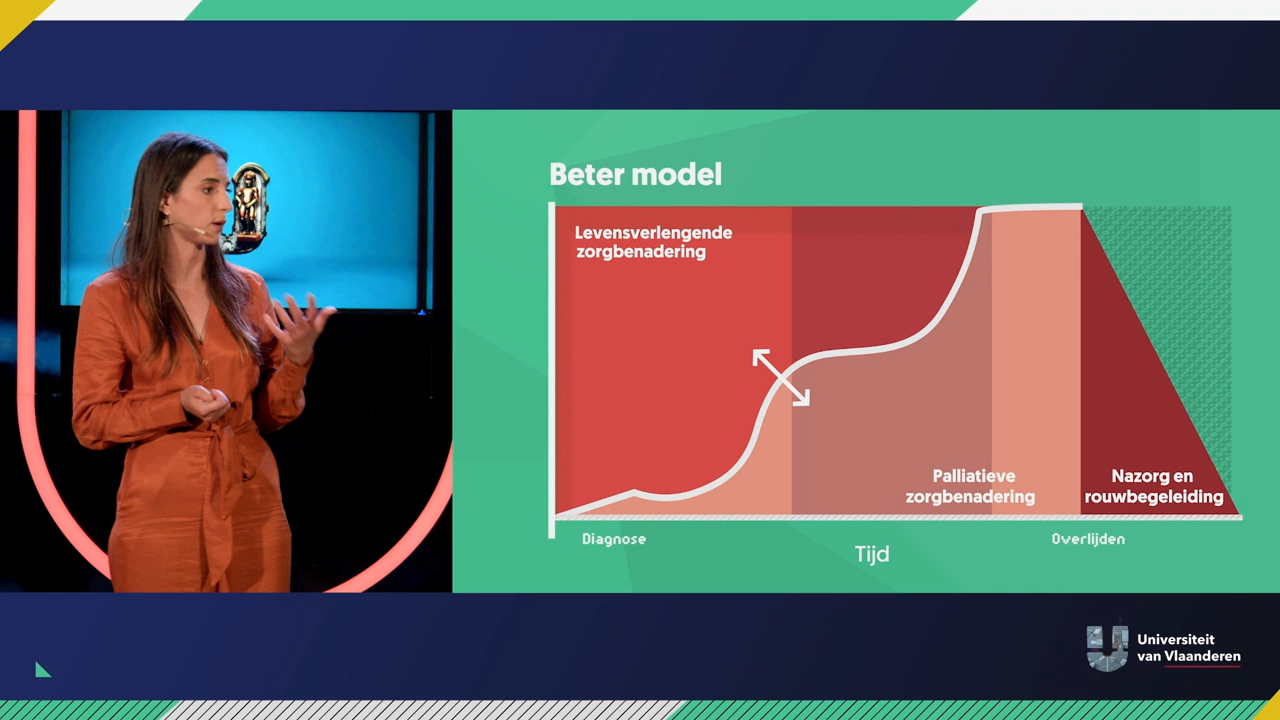 Beter model
Levensverlengende
zorgbenadering
Palliatieve
zorgbenadering
Nazorg en
rouwbegeleiding
Diagnose
Overlijden
Tijd
Universiteit
van Vlaanderen